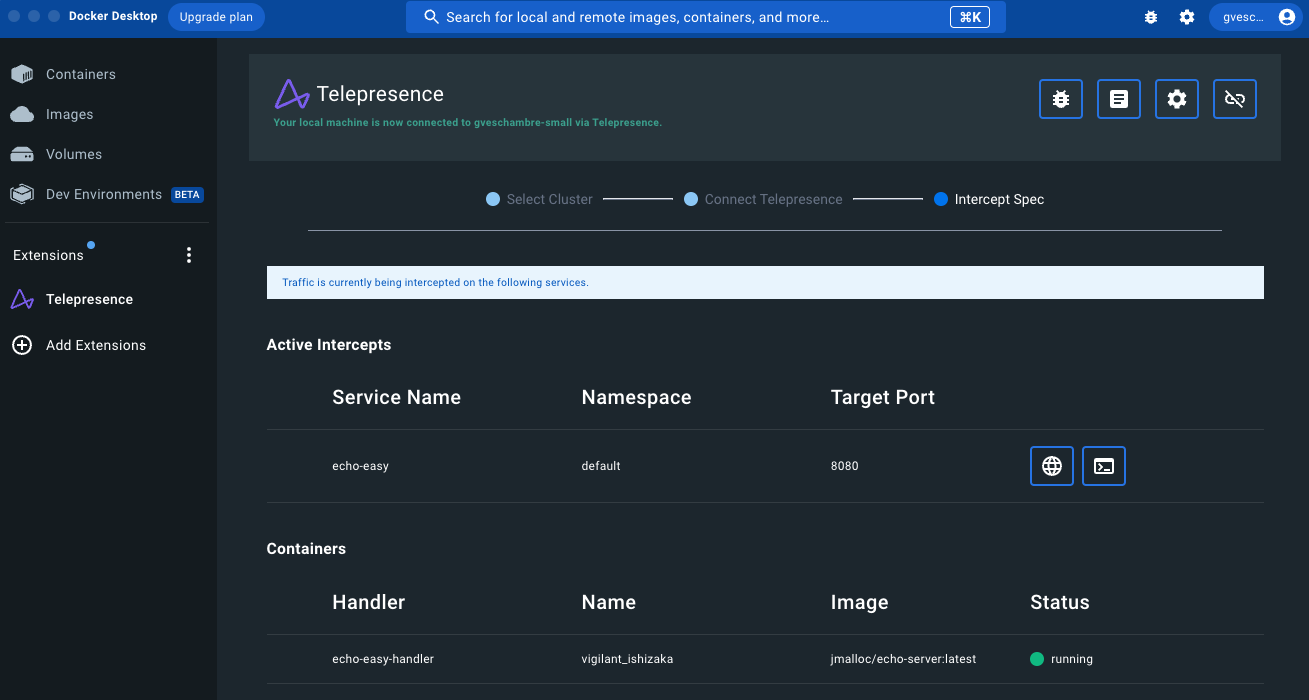 Docker Desktop
Upgrade plan
Search for local and remote images, containers, and more...
⌘K
gvesc...
Containers
Images
Volumes
Dev Environments BETA
Extensions
Telepresence
Add Extensions
Telepresence
Your local machine is now connected to gveschambre-small via Telepresence.
Select Cluster
Connect Telepresence
Intercept Spec
Traffic is currently being intercepted on the following services.
Active Intercepts
Service Name Namespace Target Port
echo-easy default 8080
Containers
Handler Name Image Status
echo-easy-handler vigilant_ishizaka jmalloc/echo-server:latest running